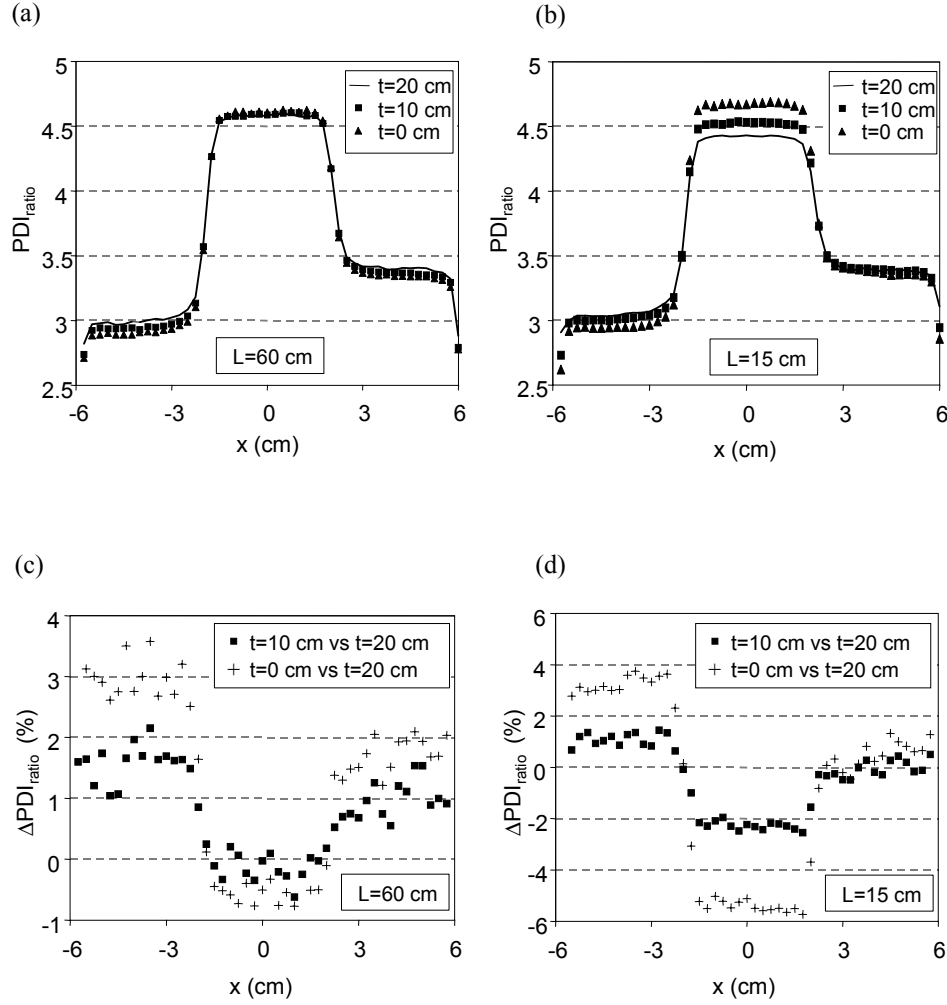 (a)
5
4.5
4
3.5
3
2.5
PDIratio
t=20 cm
t=10 cm
t=0 cm
L=60 cm
-6 -3 0 3 6
x (cm)
(b)
5
4.5
4
3.5
3
2.5
PDIratio
t=20 cm
t=10 cm
t=0 cm
L=15 cm
-6 -3 0 3 6
x (cm)
(c)
4
3
2
1
0
-1
ΔPDIratio (%)
t=10 cm vs t=20 cm
t=0 cm vs t=20 cm
L=60 cm
-6 -3 0 3 6
x (cm)
(d)
6
4
2
0
-2
-4
-6
ΔPDIratio (%)
t=10 cm vs t=20 cm
t=0 cm vs t=20 cm
L=15 cm
-6 -3 0 3 6
x (cm)